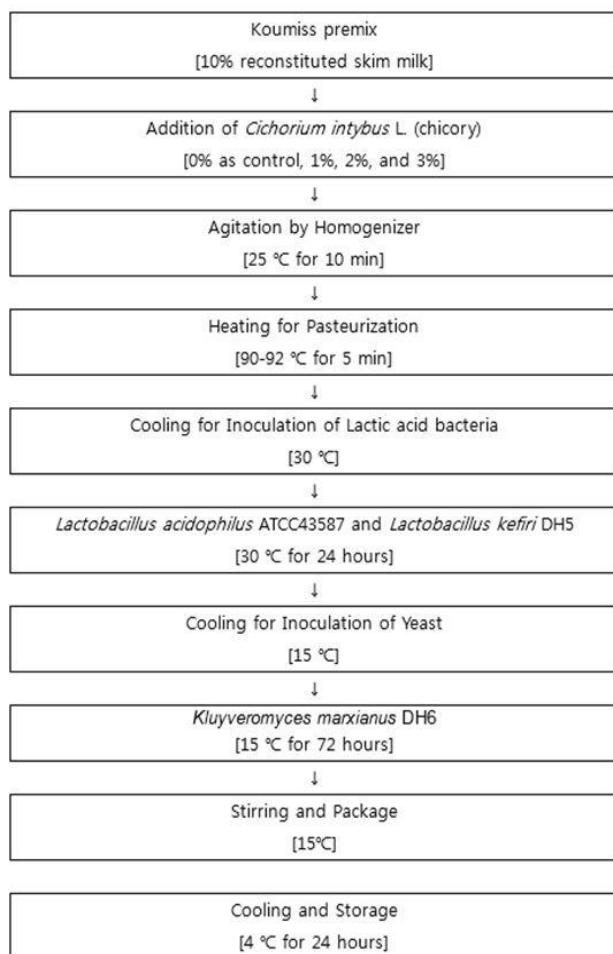 Koumiss premix
[10% reconstituted skim milk]
↓
Addition of Cichorium intybus L. (chicory)
[0% as control, 1%, 2%, and 3%]
↓
Agitation by Homogenizer
[25 ℃ for 10 min]
↓
Heating for Pasteurization
[90-92 ℃ for 5 min]
↓
Cooling for Inoculation of Lactic acid bacteria
[30 ℃]
↓
Lactobacillus acidophilus ATCC43587 and Lactobacillus kefiri DH5
[30 ℃ for 24 hours]
↓
Cooling for Inoculation of Yeast
[15 ℃]
↓
Kluyveromyces marxianus DH6
[15 ℃ for 72 hours]
↓
Stirring and Package
[15℃]
Cooling and Storage
[4 ℃ for 24 hours]